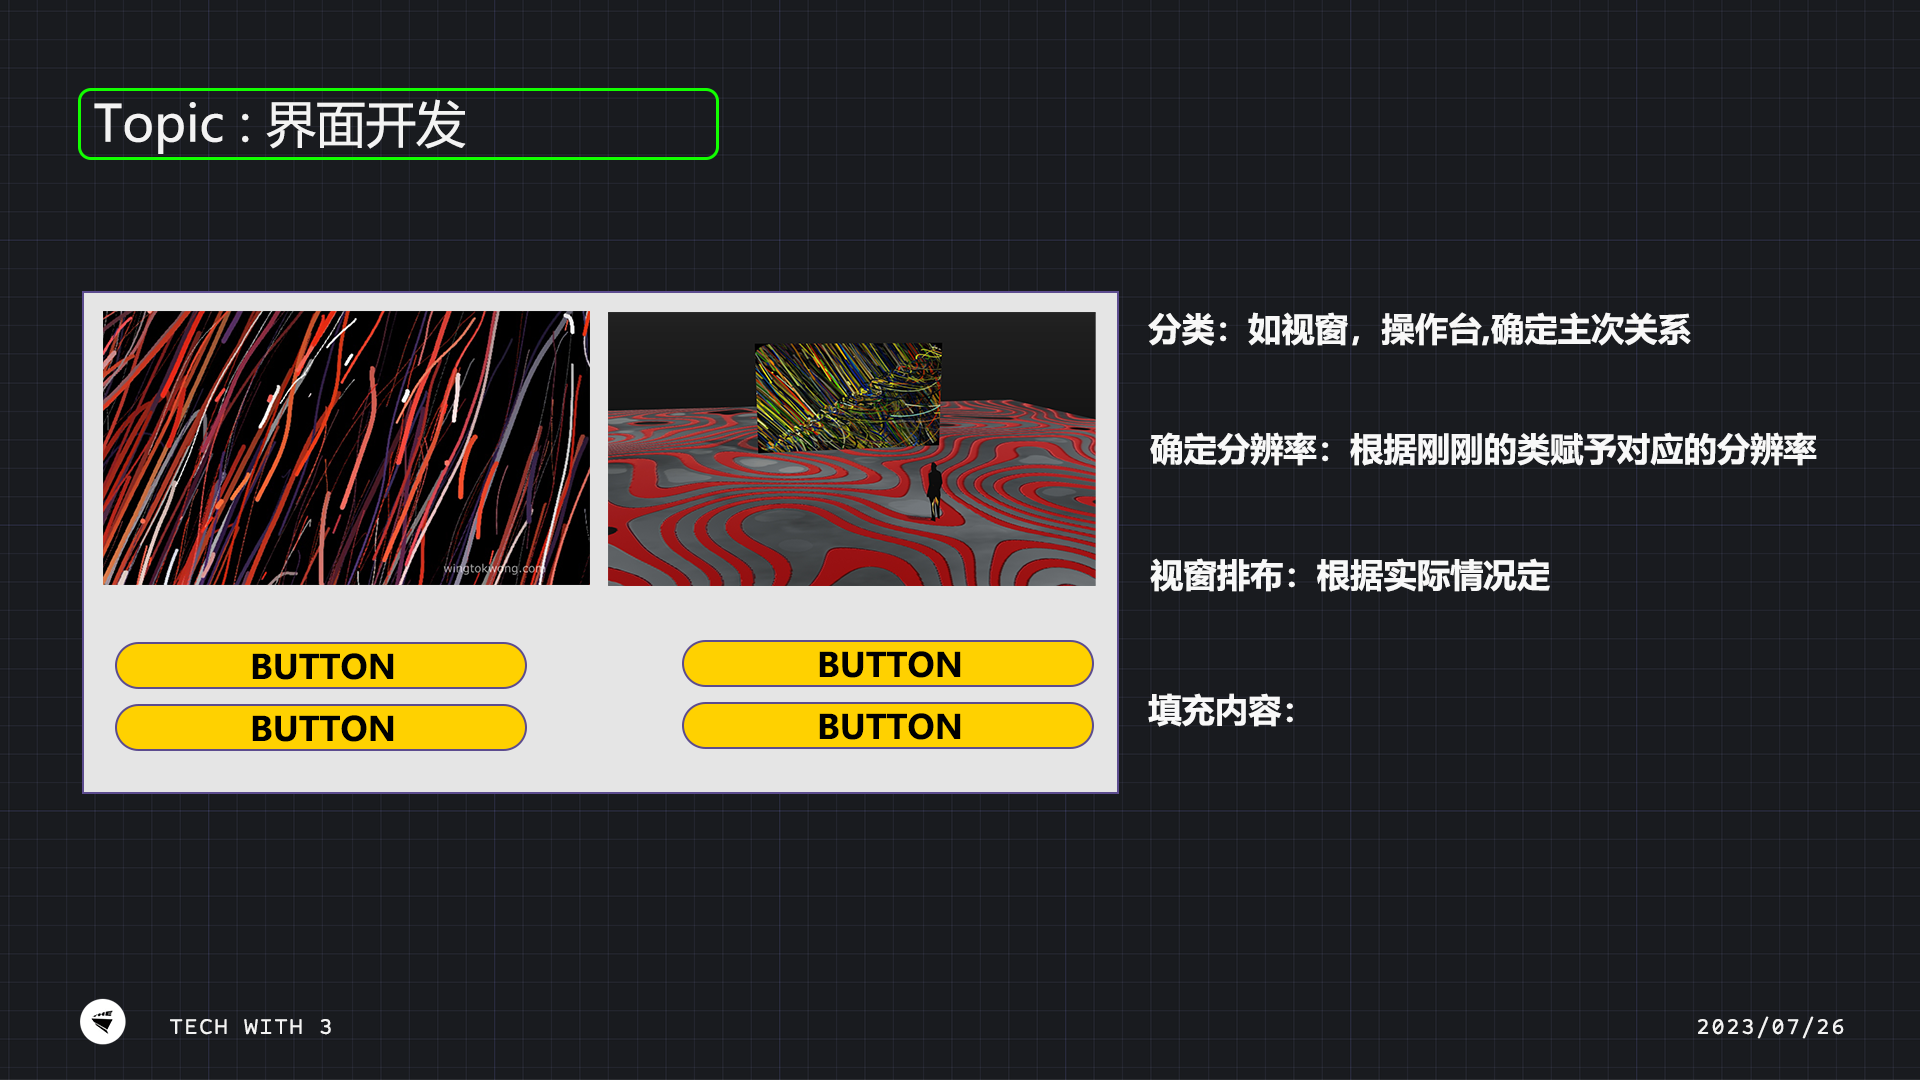 Topic : 界面开发
wingtokwong.com
BUTTON
BUTTON
BUTTON
BUTTON
分类：如视窗，操作台,确定主次关系
确定分辨率：根据刚刚的类赋予对应的分辨率
视窗排布：根据实际情况定
填充内容：
TECH WITH 3
2023/07/26